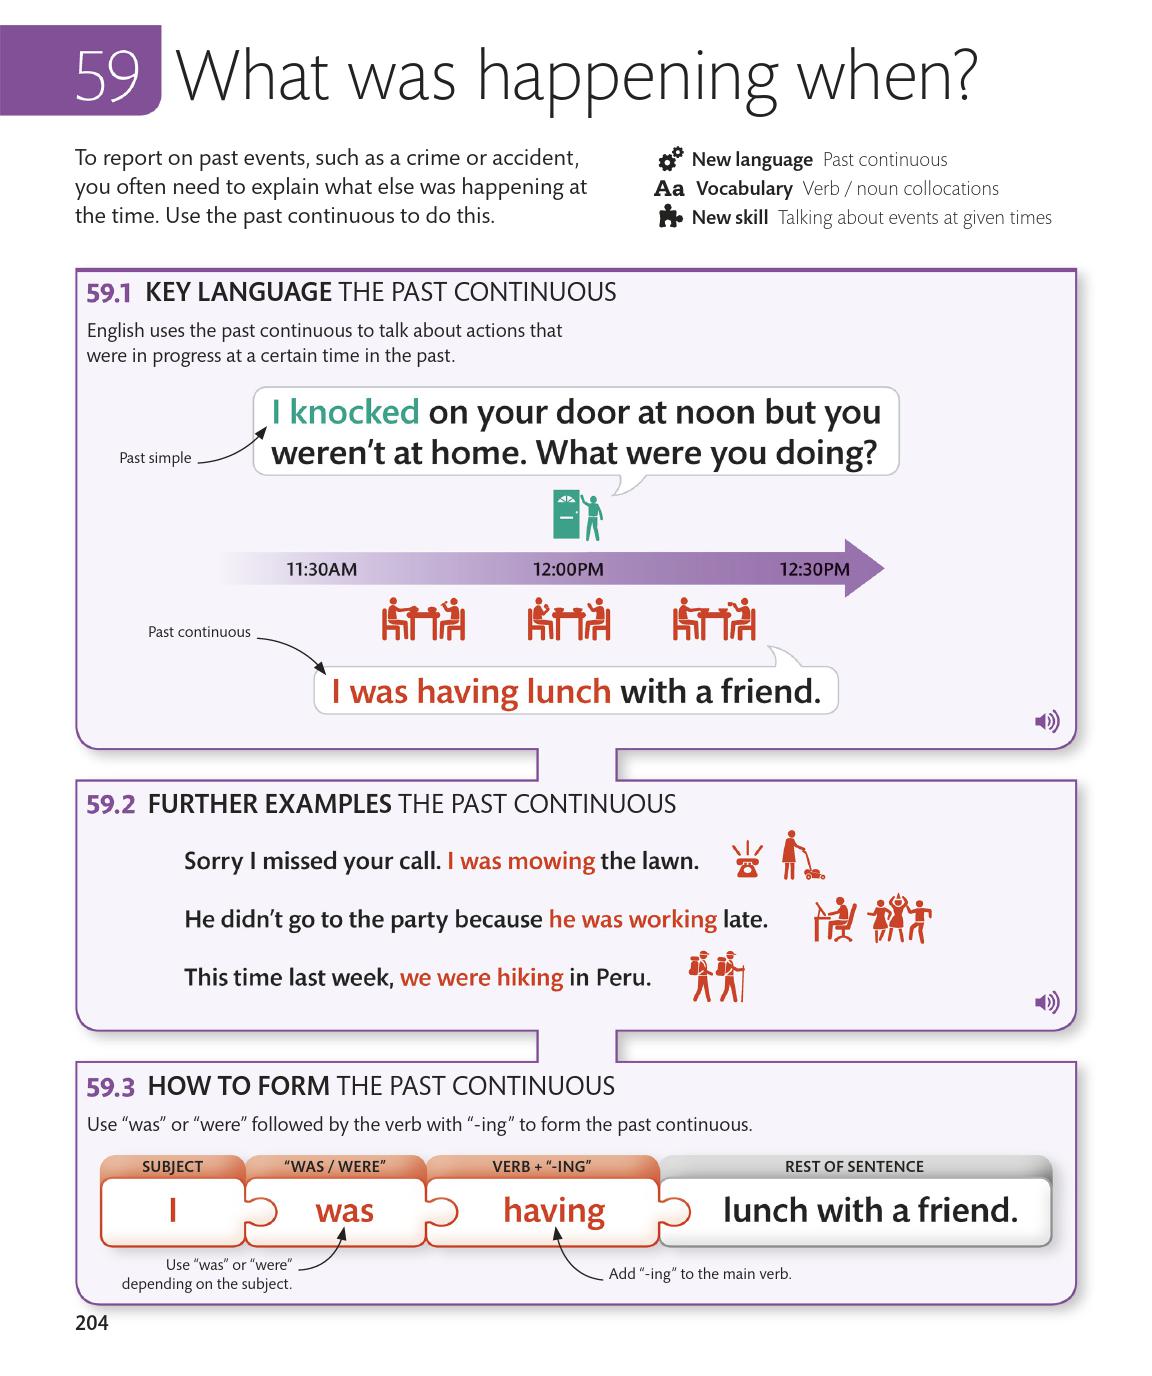 59 What was happening when?
To report on past events, such as a crime or accident,
you often need to explain what else was happening at
the time. Use the past continuous to do this.
New language Past continuous
Aa Vocabulary Verb / noun collocations
New skill Talking about events at given times
59.1 KEY LANGUAGE THE PAST CONTINUOUS
English uses the past continuous to talk about actions that
were in progress at a certain time in the past.
I knocked on your door at noon but you
weren’t at home. What were you doing?
Past simple
11:30AM 12:00PM 12:30PM
Past continuous
I was having lunch with a friend.
59.2 FURTHER EXAMPLES THE PAST CONTINUOUS
Sorry I missed your call. I was mowing the lawn.
He didn’t go to the party because he was working late.
This time last week, we were hiking in Peru.
59.3 HOW TO FORM THE PAST CONTINUOUS
Use “was” or “were” followed by the verb with “-ing” to form the past continuous.
SUBJECT “WAS / WERE” VERB + “-ING” REST OF SENTENCE
I was having lunch with a friend.
Use “was” or “were”
depending on the subject.
Add “-ing” to the main verb.
204